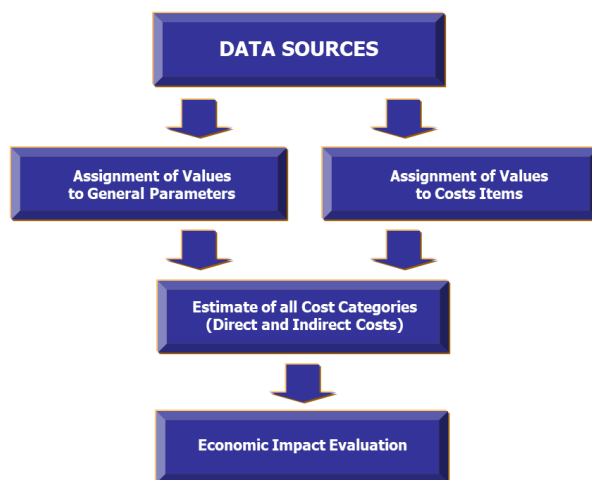 DATA SOURCES
Assignment of Values
to General Parameters
Assignment of Values
to Costs Items
Estimate of all Cost Categories
(Direct and Indirect Costs)
Economic Impact Evaluation